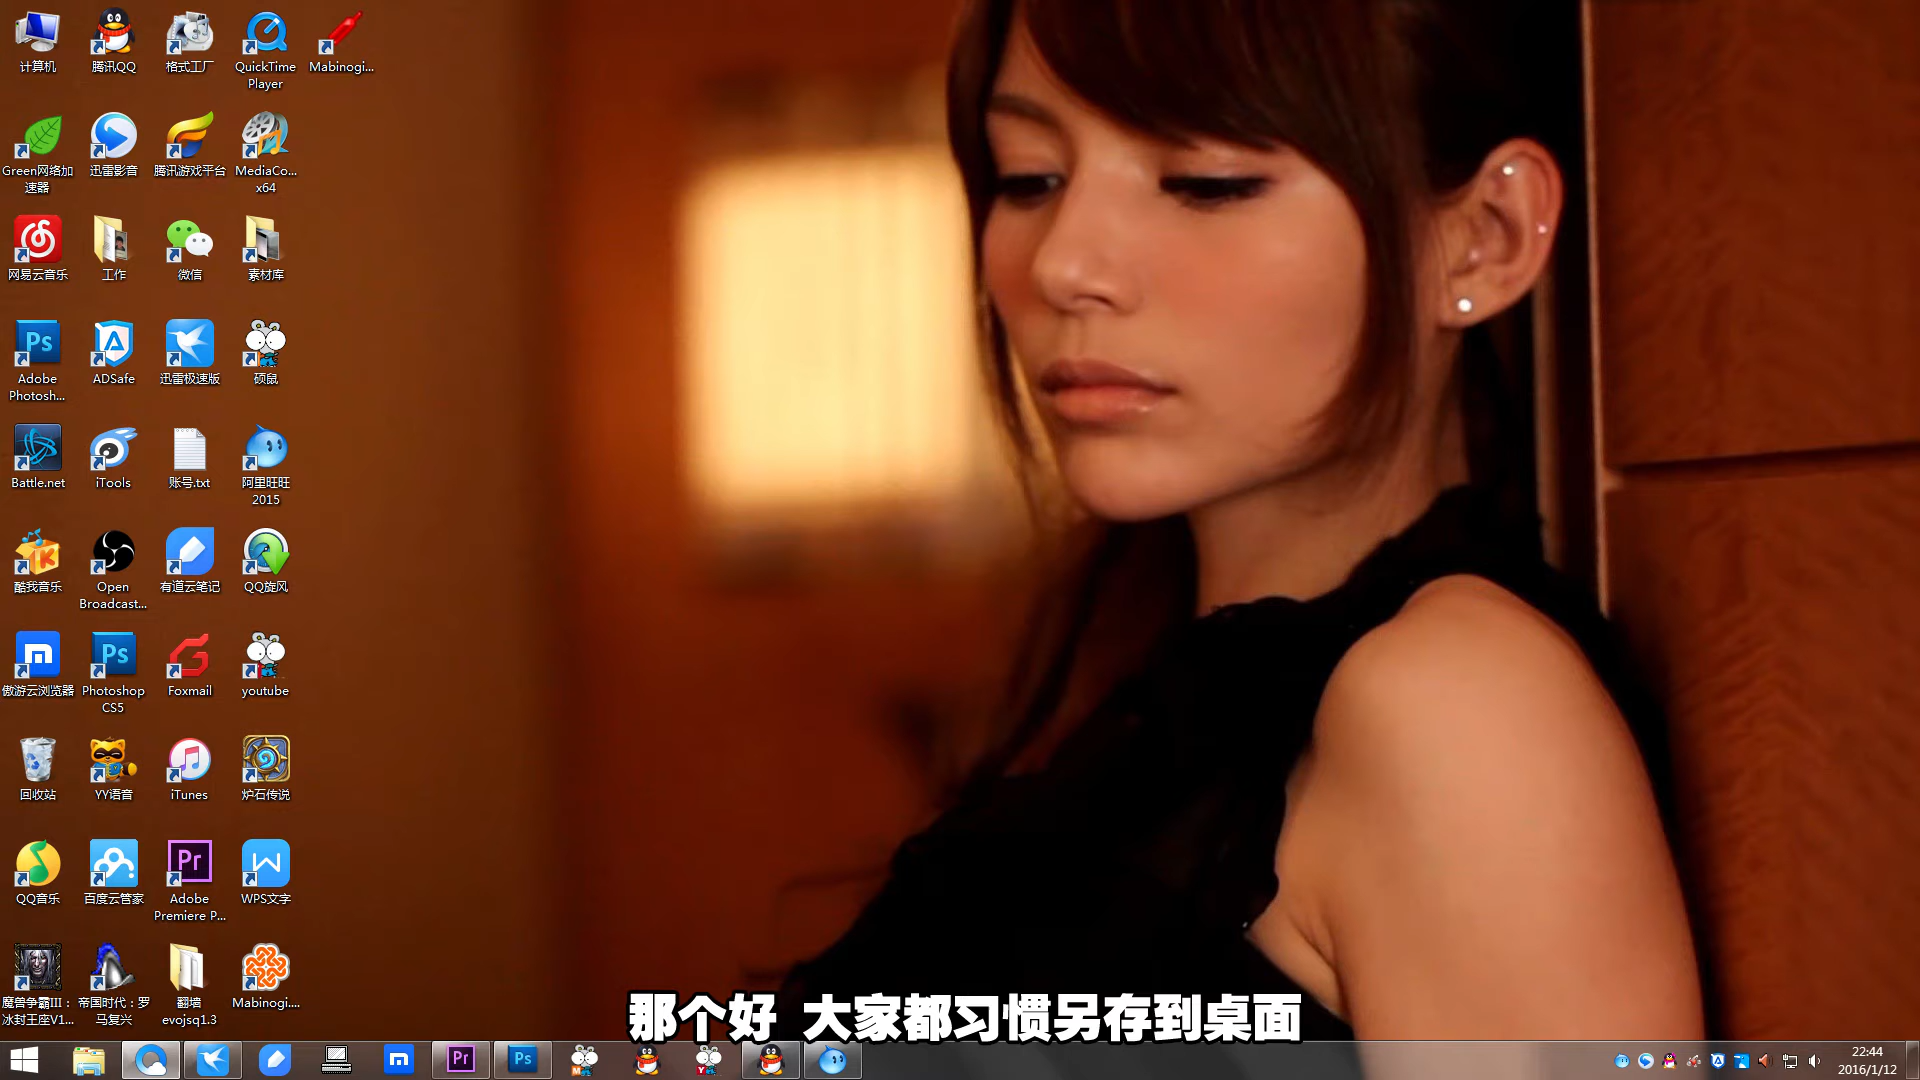 计算机
腾讯QQ
格式工厂
QuickTime
Player
Mabinogi...
Green网络加
速器
迅雷影音
腾讯游戏平台
MediaCo...
x64
网易云音乐
工作
微信
素材库
Ps
Adobe
Photosh...
ADSafe
迅雷极速版
硕鼠
Battle.net
iTools
账号.txt
阿里旺旺
2015
酷我音乐
Open
Broadcast...
有道云笔记
QQ旋风
傲游云浏览器
Ps
Photoshop
CS5
Foxmail
youtube
回收站
YY语音
iTunes
炉石传说
QQ音乐
百度云管家
Pr
Adobe
Premiere P...
WPS文字
魔兽争霸III：
冰封王座V1...
帝国时代：罗
马复兴
翻墙
evojsq1.3
Mabinogi....
那个好 大家都习惯另存到桌面
Pr
Ps
M
Y
22:44
2016/1/12